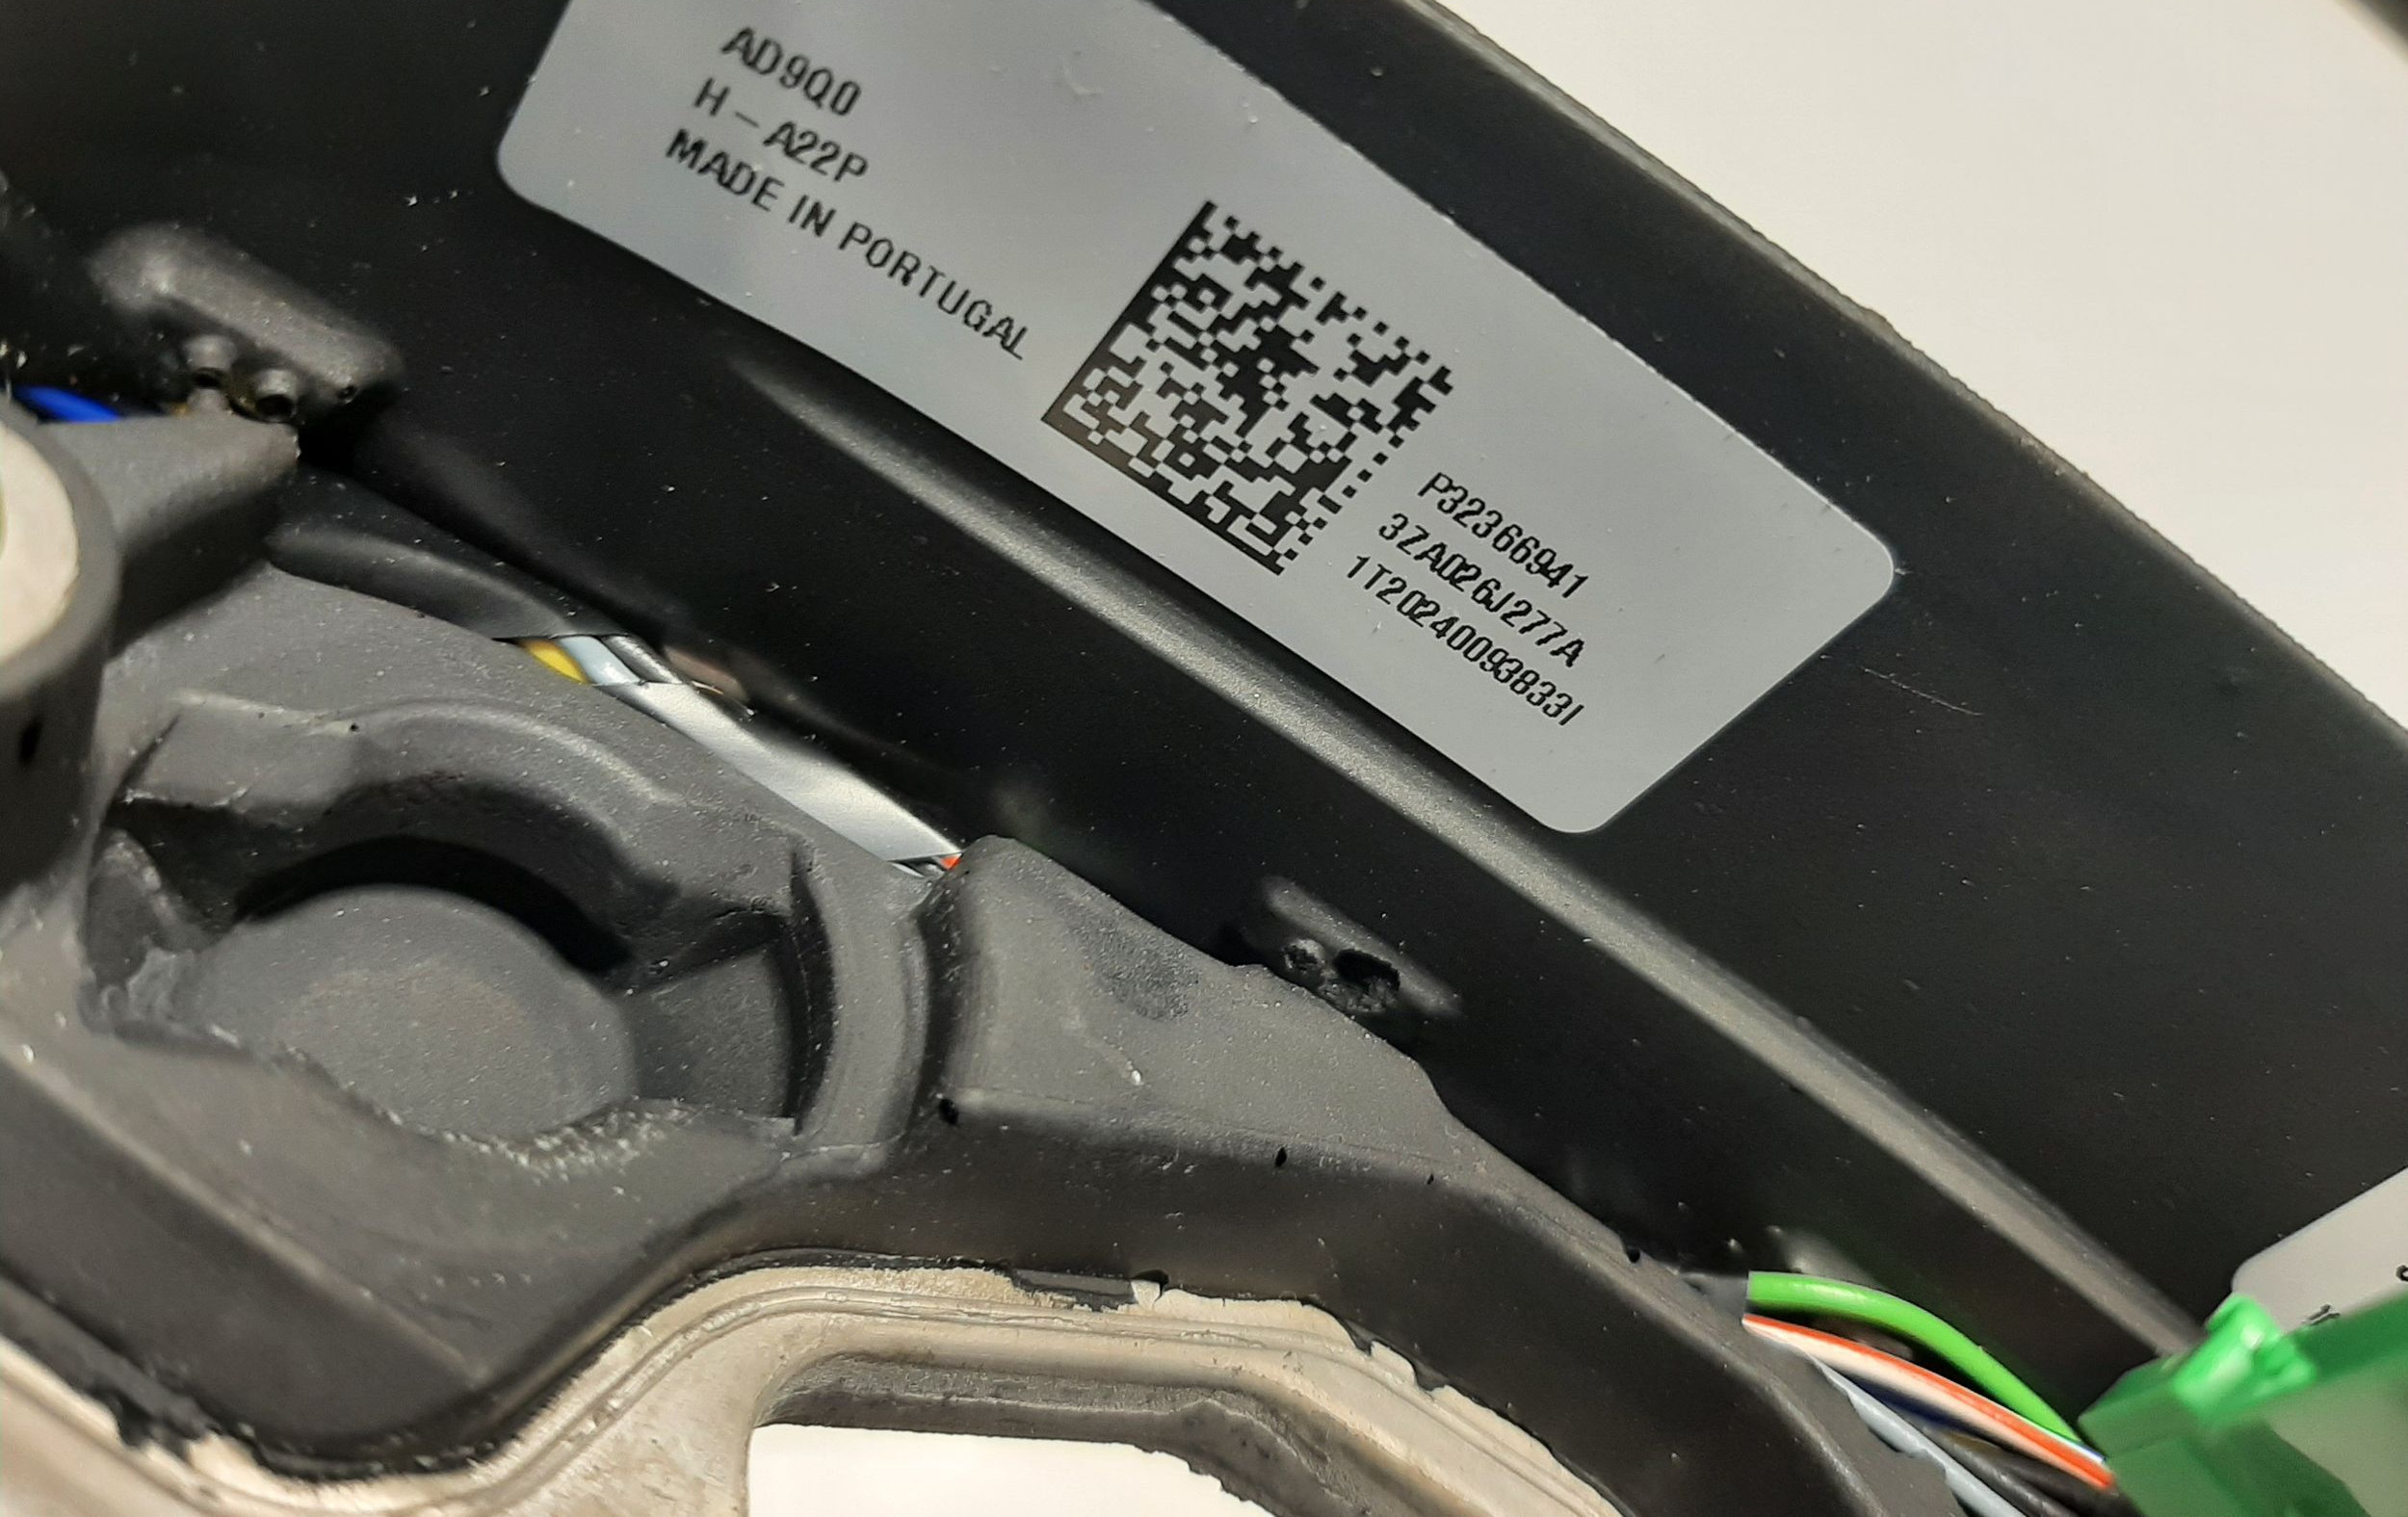 AD9Q0
H-A22P
MADE IN PORTUGAL
P32366941
3ZA026J277A
1T20240093833I